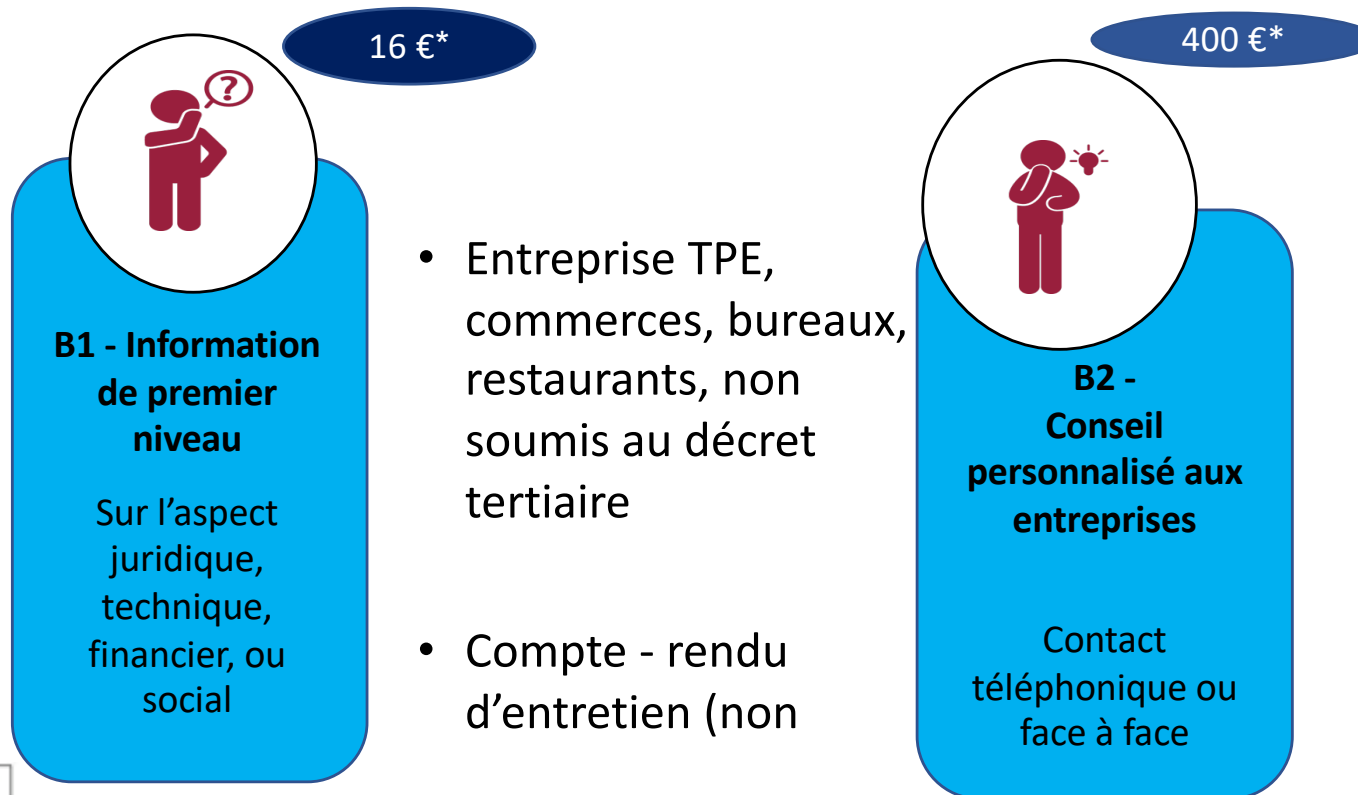 16 €*
400 €*
?
B1 - Information
de premier
niveau
Sur l’aspect
juridique,
technique,
financier, ou
social
• Entreprise TPE,
commerces, bureaux,
restaurants, non
soumis au décret
tertiaire
• Compte - rendu
d’entretien (non
B2 -
Conseil
personnalisé aux
entreprises
Contact
téléphonique ou
face à face